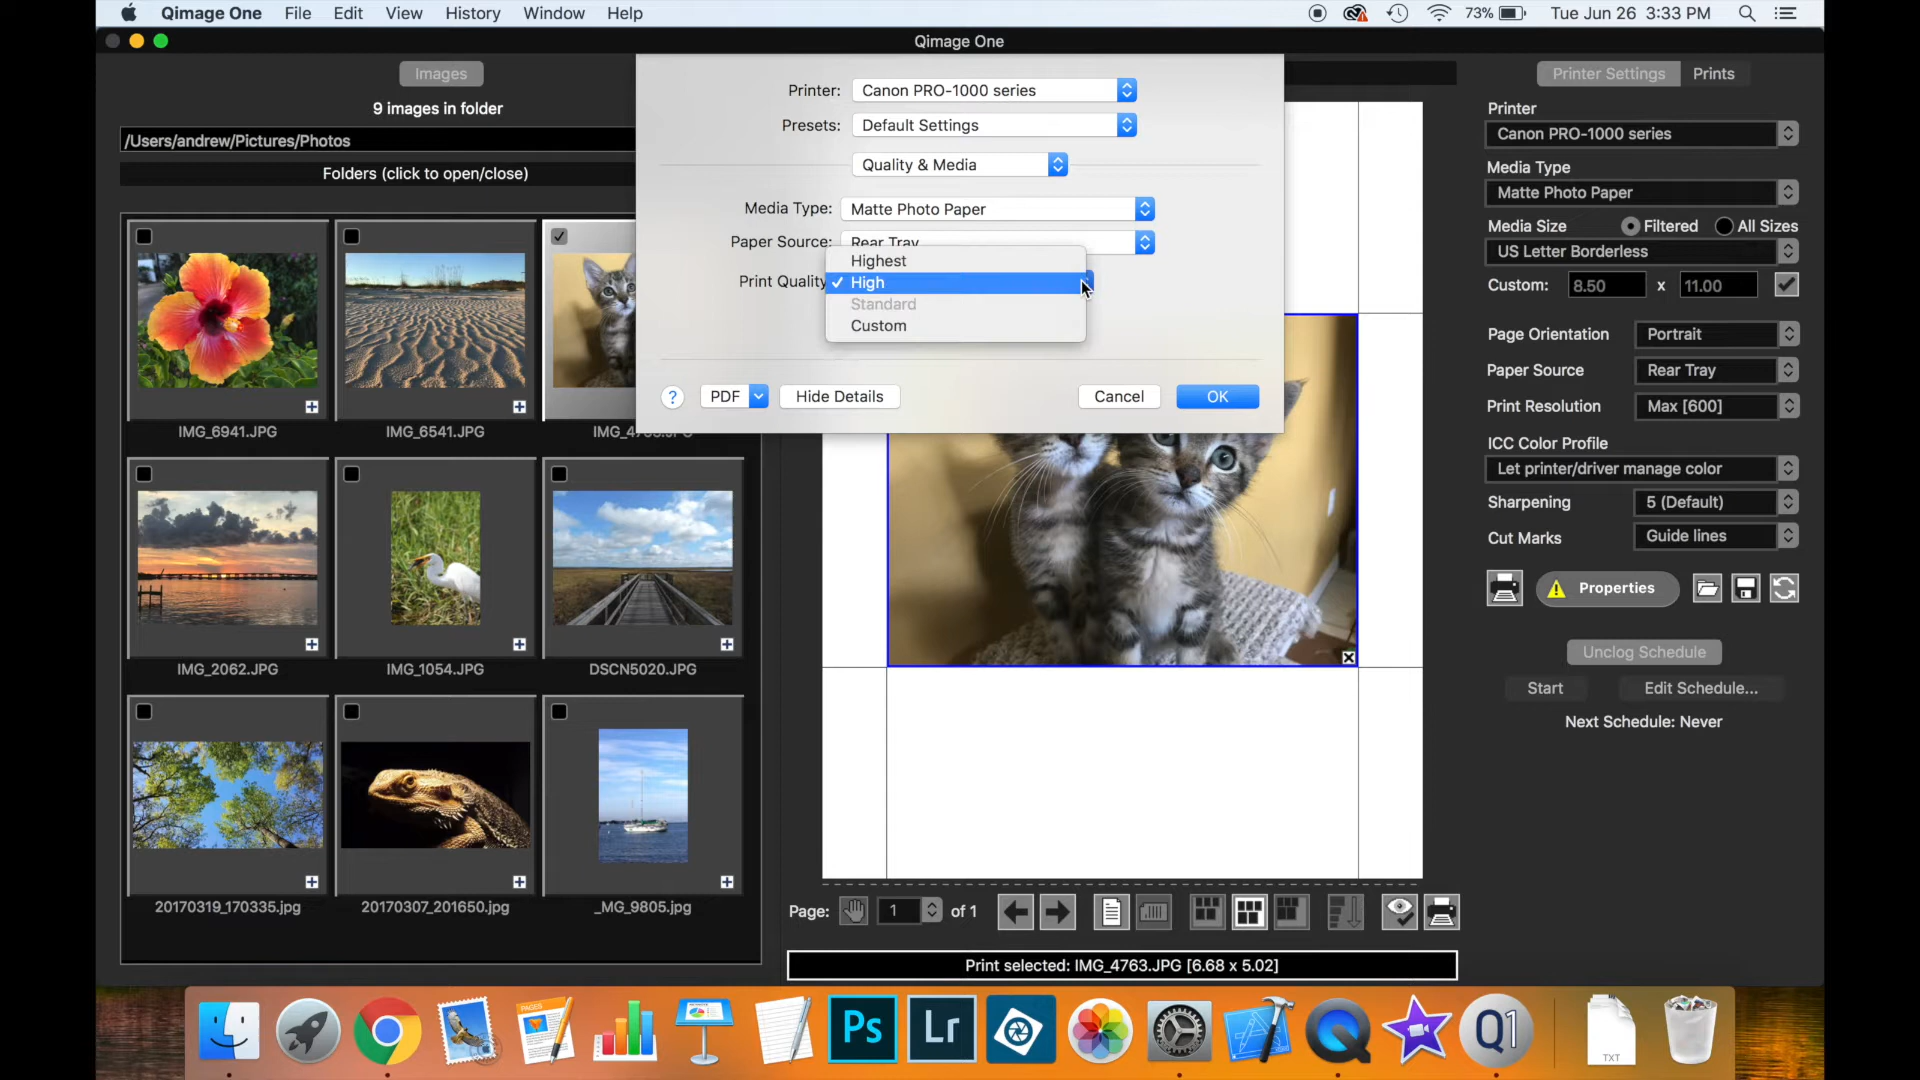 Qimage One File Edit View History Window Help 73% Tue Jun 26 3:33 PM
Qimage One
Images
9 images in folder
/Users/andrew/Pictures/Photos
Folders (click to open/close)
IMG_6941.JPG IMG_6541.JPG IMG_4763.JPG
IMG_2062.JPG IMG_1054.JPG DSCN5020.JPG
20170319_170335.jpg 20170307_201650.jpg _MG_9805.jpg
Printer: Canon PRO-1000 series
Presets: Default Settings
Quality & Media
Media Type: Matte Photo Paper
Paper Source: Rear Tray
Print Quality
Highest
✓ High
Standard
Custom
? PDF Hide Details Cancel OK
Page: 1 of 1
Print selected: IMG_4763.JPG [6.68 x 5.02]
Printer Settings Prints
Printer
Canon PRO-1000 series
Media Type
Matte Photo Paper
Media Size Filtered All Sizes
US Letter Borderless
Custom: 8.50 x 11.00
Page Orientation Portrait
Paper Source Rear Tray
Print Resolution Max [600]
ICC Color Profile
Let printer/driver manage color
Sharpening 5 (Default)
Cut Marks Guide lines
Properties
Unclog Schedule
Start Edit Schedule...
Next Schedule: Never
PAGES Ps Lr Q1 TXT